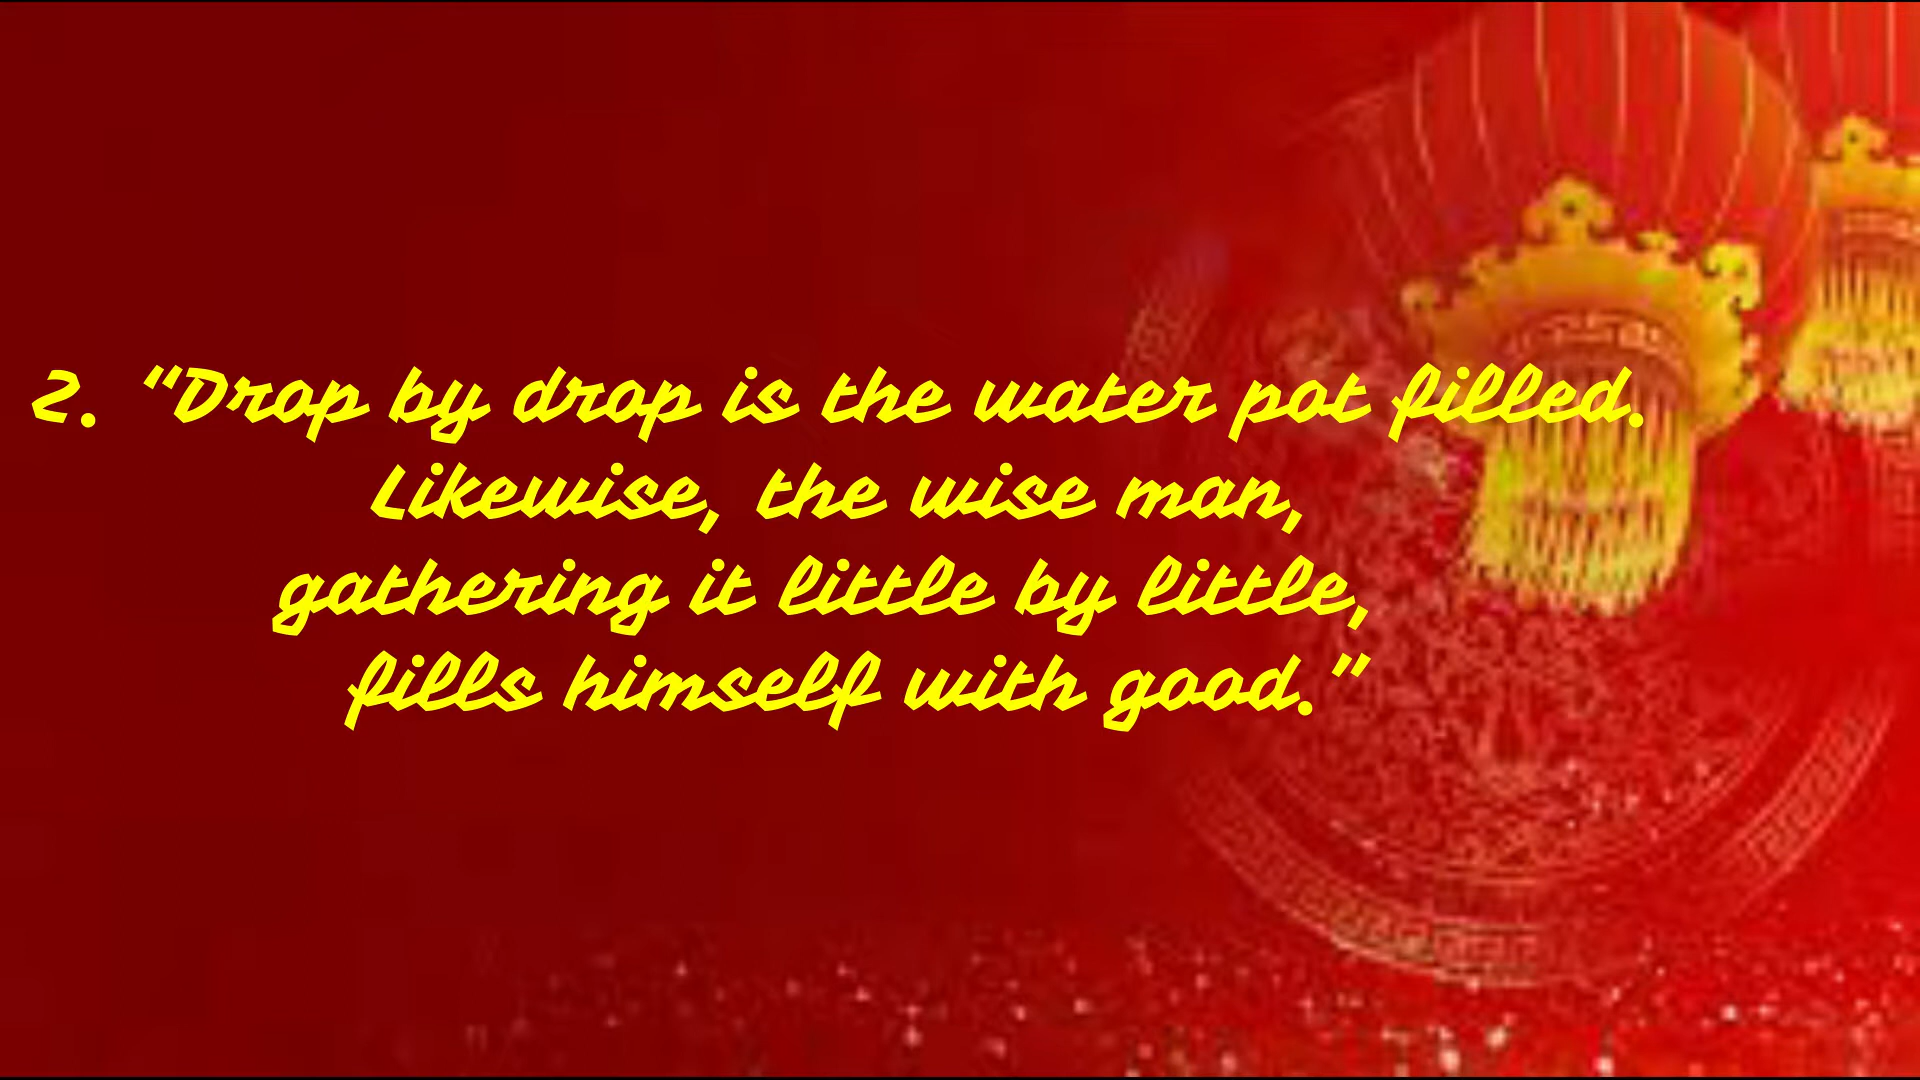 2. “Drop by drop is the water pot filled.
Likewise, the wise man,
gathering it little by little,
fills himself with good.”